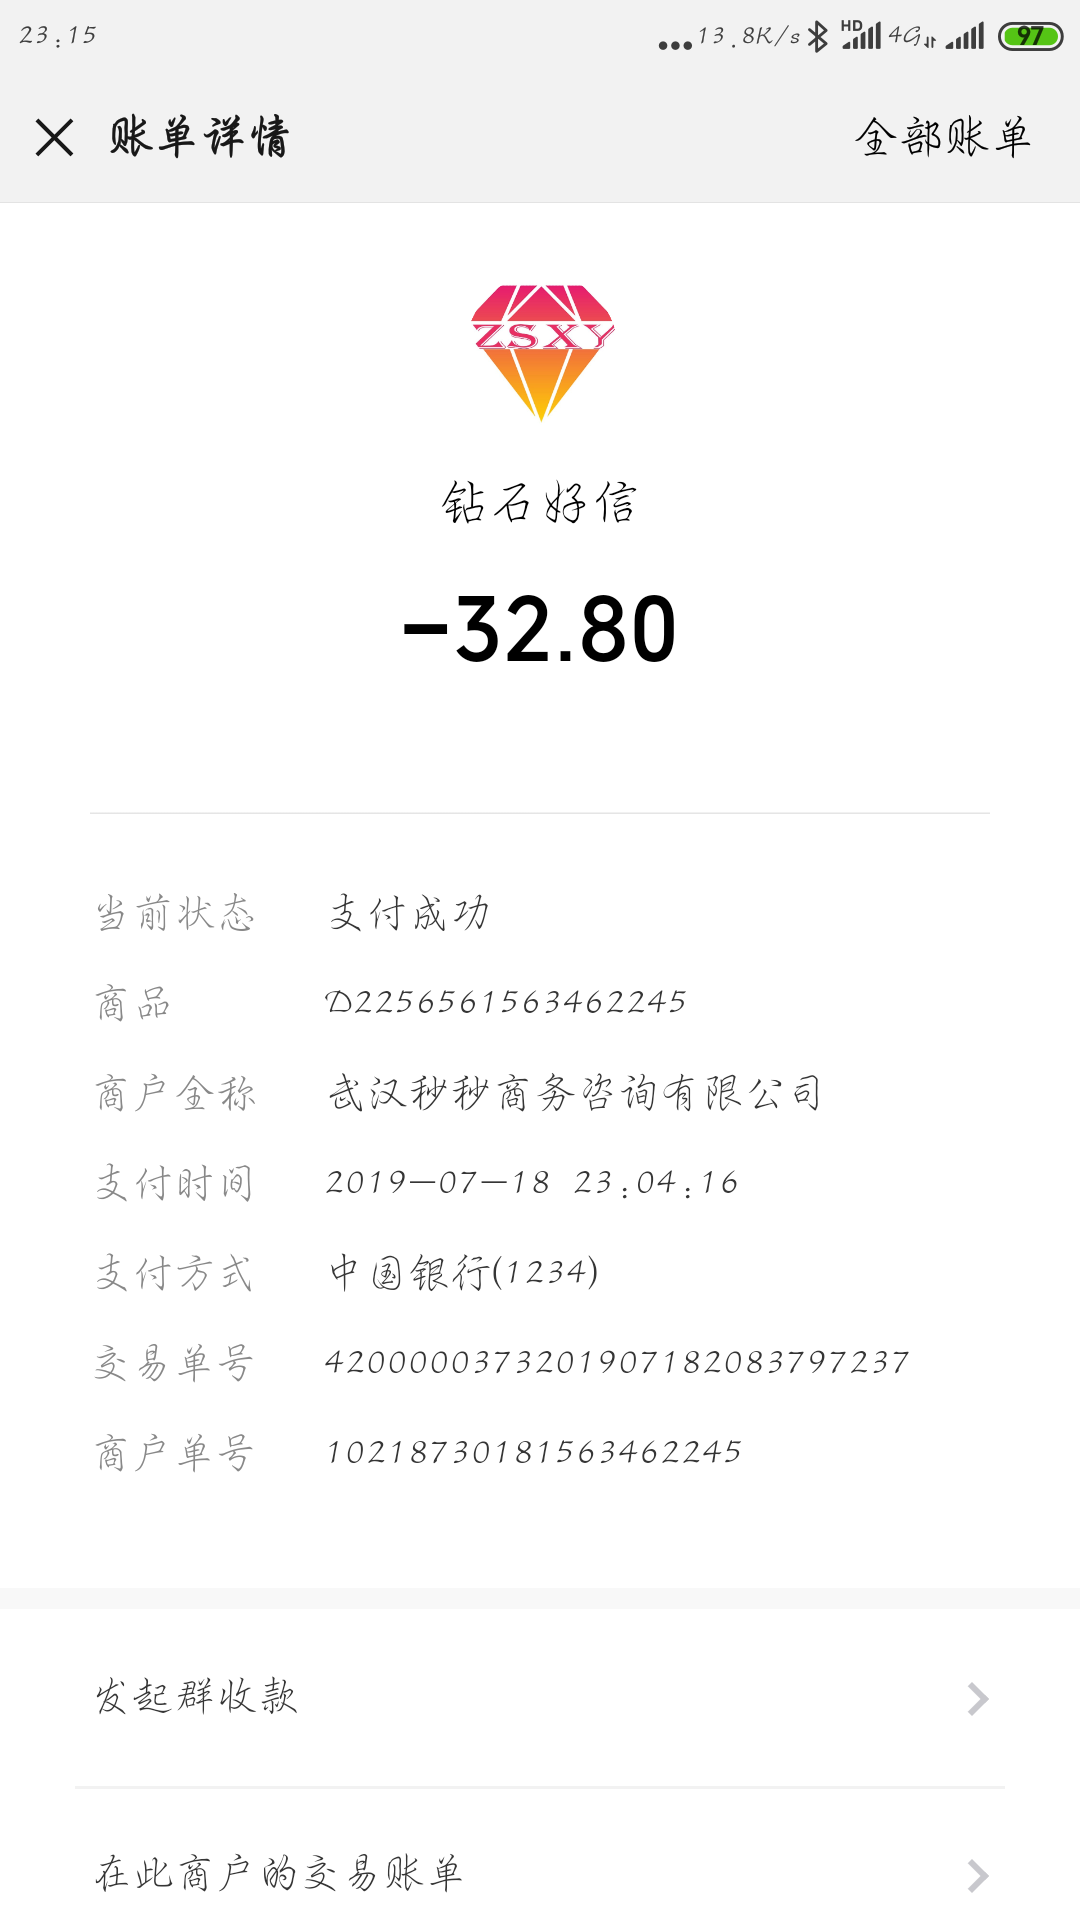 23:15
...13.8K/s HD 4G 97
账单详情 全部账单
ZSXY
钻石好信
-32.80
当前状态 支付成功
商品 D2256561563462245
商户全称 武汉秒秒商务咨询有限公司
支付时间 2019-07-18 23:04:16
支付方式 中国银行(1234)
交易单号 4200000373201907182083797237
商户单号 10218730181563462245
发起群收款
在此商户的交易账单